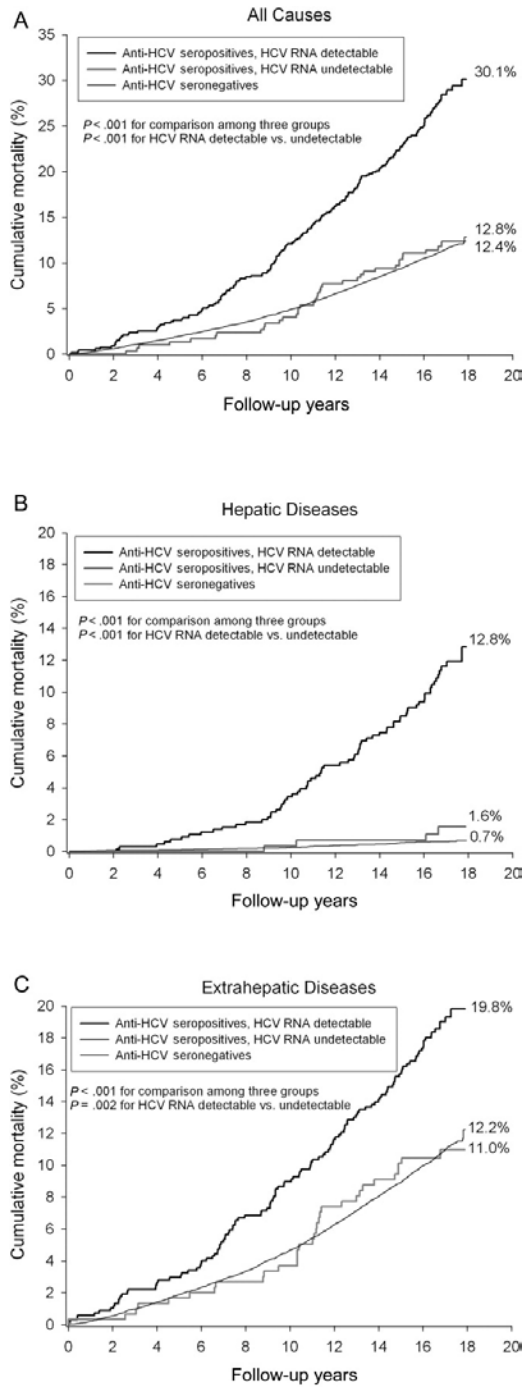 A
All Causes
35
30
25
20
15
10
5
0
Cumulative mortality (%)
Anti-HCV seropositives, HCV RNA detectable
Anti-HCV seropositives, HCV RNA undetectable
Anti-HCV seronegatives
P< .001 for comparison among three groups
P< .001 for HCV RNA detectable vs. undetectable
30.1%
12.8%
12.4%
0 2 4 6 8 10 12 14 16 18 20
Follow-up years
B
Hepatic Diseases
20
18
16
14
12
10
8
6
4
2
0
Cumulative mortality (%)
Anti-HCV seropositives, HCV RNA detectable
Anti-HCV seropositives, HCV RNA undetectable
Anti-HCV seronegatives
P< .001 for comparison among three groups
P< .001 for HCV RNA detectable vs. undetectable
12.8%
1.6%
0.7%
0 2 4 6 8 10 12 14 16 18 20
Follow-up years
C
Extrahepatic Diseases
20
18
16
14
12
10
8
6
4
2
0
Cumulative mortality (%)
Anti-HCV seropositives, HCV RNA detectable
Anti-HCV seropositives, HCV RNA undetectable
Anti-HCV seronegatives
P< .001 for comparison among three groups
P= .002 for HCV RNA detectable vs. undetectable
19.8%
12.2%
11.0%
0 2 4 6 8 10 12 14 16 18 20
Follow-up years